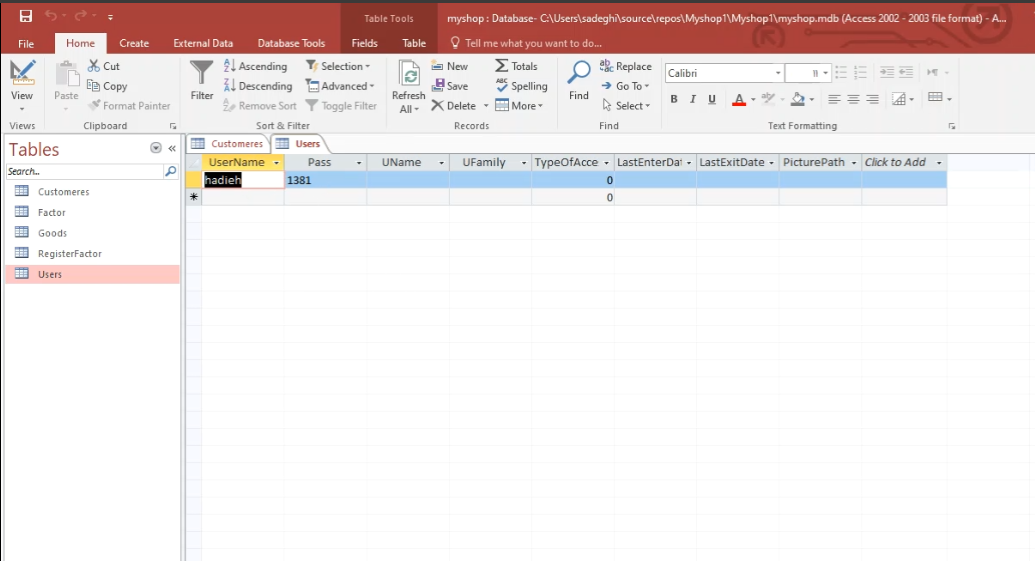 Table Tools
myshop : Database- C:\Users\sadeghi\source\repos\Myshop1\Myshop1\myshop.mdb (Access 2002 - 2003 file format) - A...
File Home Create External Data Database Tools Fields Table Tell me what you want to do...
View
Views
Paste
Cut
Copy
Format Painter
Clipboard
Filter
Ascending
Descending
Remove Sort
Selection
Advanced
Toggle Filter
Sort & Filter
Refresh
All
New
Save
Delete
Totals
Spelling
More
Records
Find
Replace
Go To
Select
Find
Calibri 11
B I U A
Text Formatting
Tables
Search...
Customeres
Factor
Goods
RegisterFactor
Users
Customeres Users
UserName Pass UName UFamily TypeOfAcce LastEnterDat LastExitDate PicturePath Click to Add
hadieh 1381 0
0